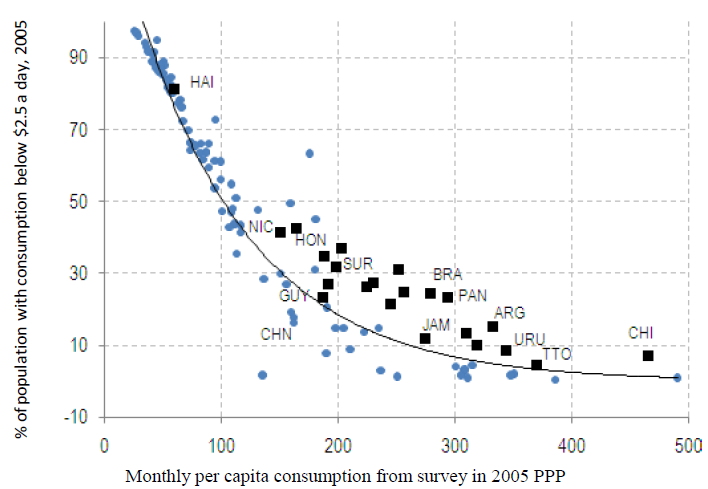 % of population with consumption below $2.5 a day, 2005
90
70
50
30
10
-10
HAI
NIC
HON
SUR
GUY
BRA
PAN
CHN
JAM
ARG
URU
TTO
CHI
0
100
200
300
400
500
Monthly per capita consumption from survey in 2005 PPP